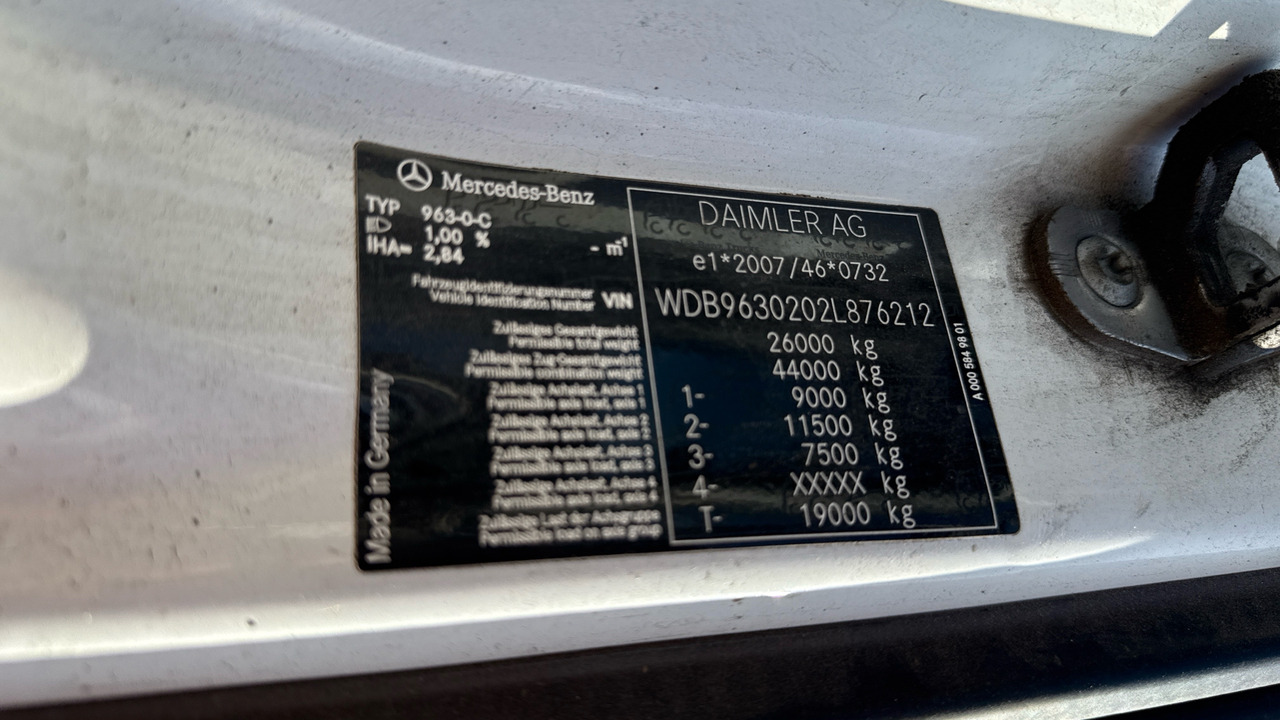 Mercedes-Benz
TYP 963-0-C
1,00 % - m⁻¹
IHA= 2,84
Fahrzeugidentifizierungsnummer
Vehicle Identification Number VIN
Zulässiges Gesamtgewicht
Permissible total weight
Zulässiges Zug-Gesamtgewicht
Permissible combination weight
Zulässige Achslast, Achse 1
Permissible axle load, axle 1
Zulässige Achslast, Achse 2
Permissible axle load, axle 2
Zulässige Achslast, Achse 3
Permissible axle load, axle 3
Zulässige Achslast, Achse 4
Permissible axle load, axle 4
Zulässige Last der Achsgruppe
Made in Germany
DAIMLER AG
e1*2007/46*0732
WDB9630202L876212
26000 kg
44000 kg
1- 9000 kg
2- 11500 kg
3- 7500 kg
4- XXXXX kg
T- 19000 kg
A 000 584 98 01